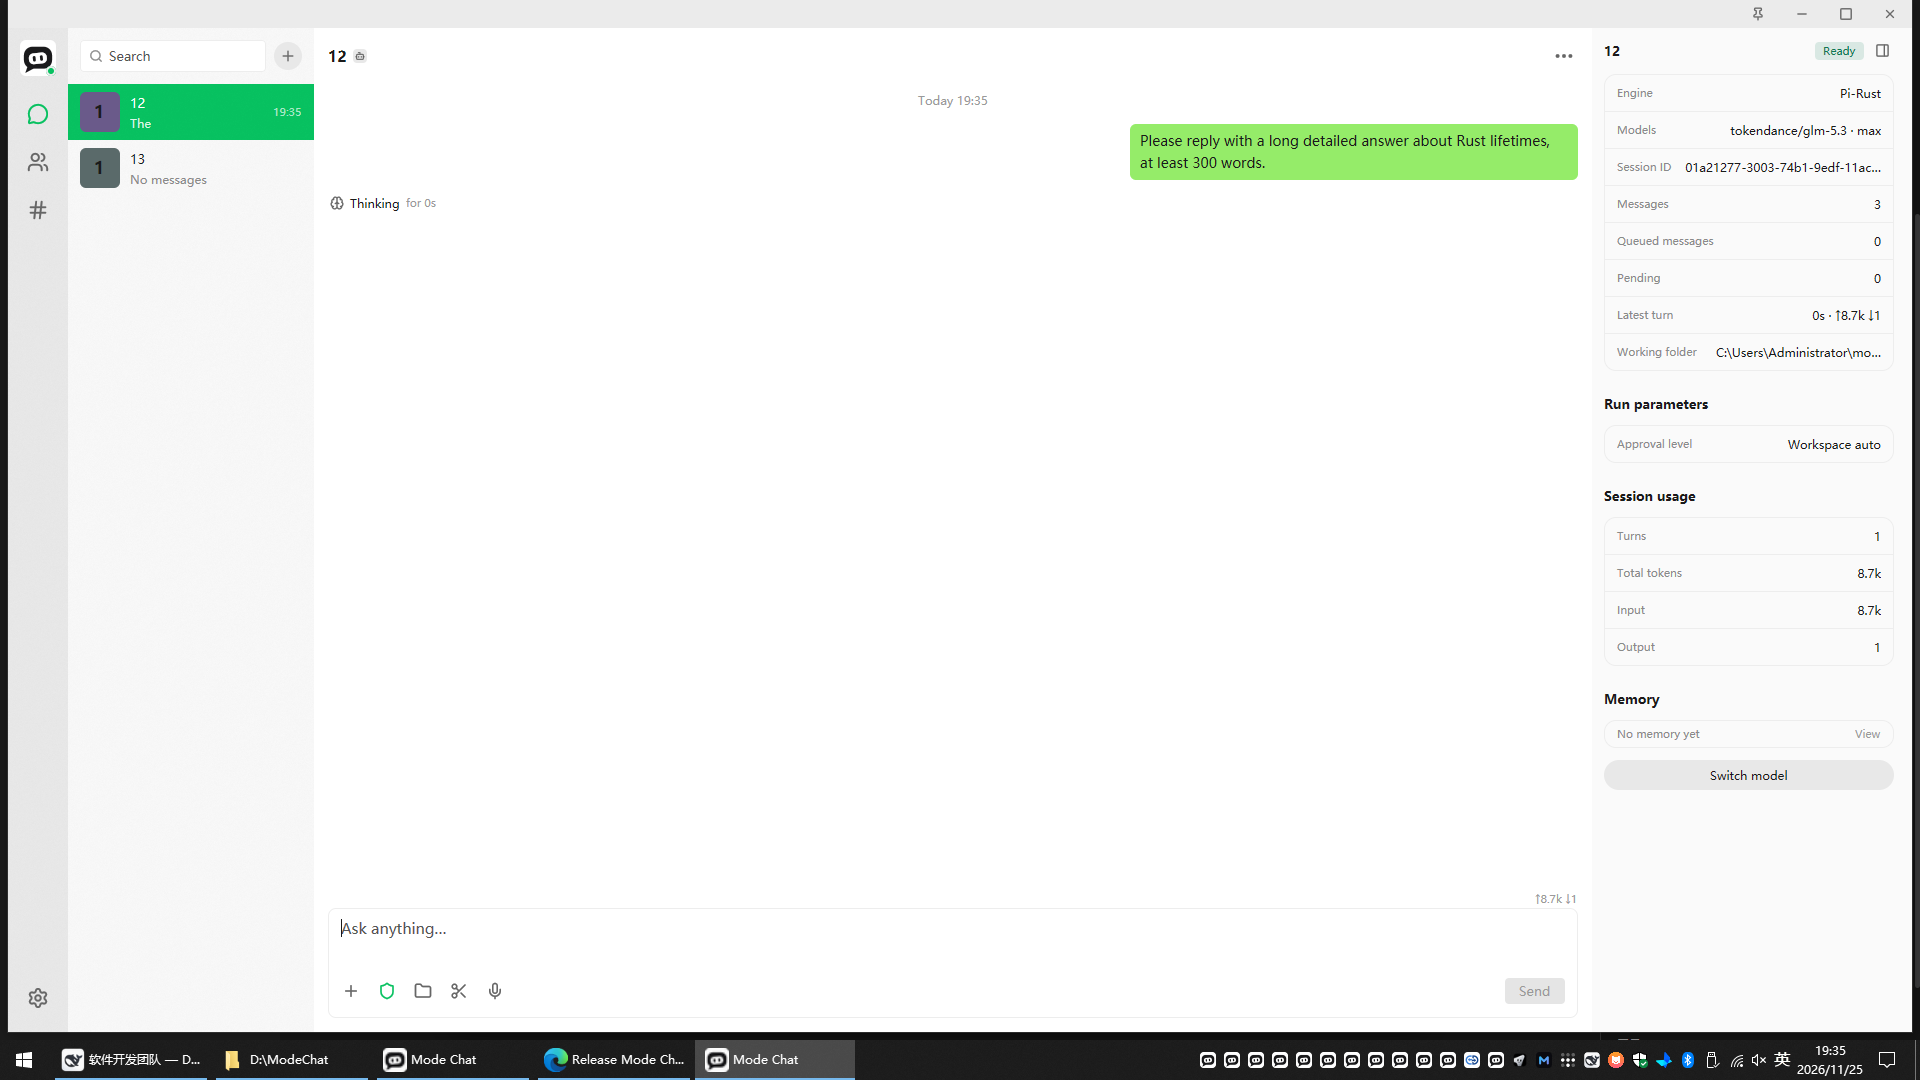 Search
12
The
19:35
13
No messages
1
1
12
Today 19:35
Please reply with a long detailed answer about Rust lifetimes,
at least 300 words.
Thinking for 0s
↑8.7k ↓1
Ask anything...
Send
12
Ready
Engine Pi-Rust
Models tokendance/glm-5.3 · max
Session ID 01a21277-3003-74b1-9edf-11ac...
Messages 3
Queued messages 0
Pending 0
Latest turn 0s · ↑8.7k ↓1
Working folder C:\Users\Administrator\mo...
Run parameters
Approval level Workspace auto
Session usage
Turns 1
Total tokens 8.7k
Input 8.7k
Output 1
Memory
No memory yet View
Switch model
软件开发团队 — D...
D:\ModeChat
Mode Chat
Release Mode Ch...
Mode Chat
英
19:35
2026/11/25